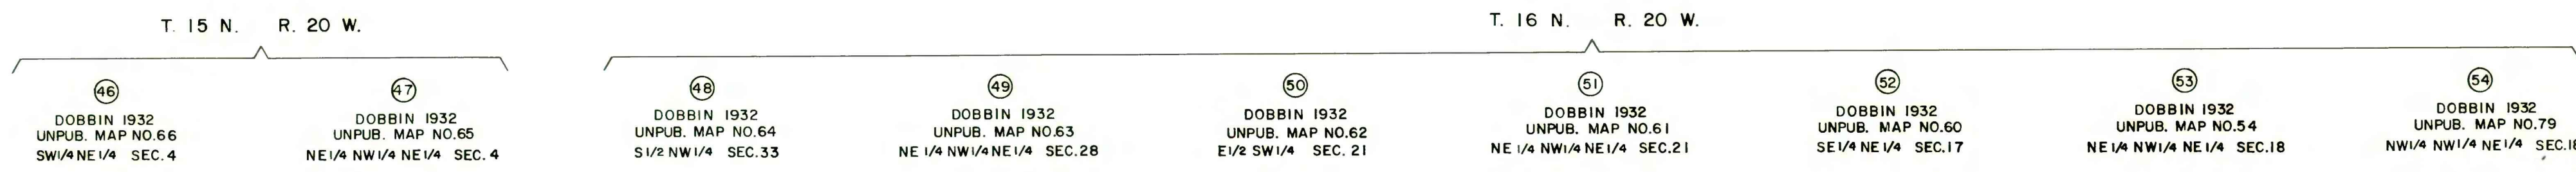 T. 15 N. R. 20 W.
T. 16 N. R. 20 W.
46
DOBBIN 1932
UNPUB. MAP NO.66
SW1/4 NE1/4 SEC. 4
47
DOBBIN 1932
UNPUB. MAP NO.65
NE1/4 NW1/4 NE1/4 SEC. 4
48
DOBBIN 1932
UNPUB. MAP NO.64
S1/2 NW1/4 SEC.33
49
DOBBIN 1932
UNPUB. MAP NO.63
NE 1/4 NW1/4 NE1/4 SEC.28
50
DOBBIN 1932
UNPUB. MAP NO.62
E1/2 SW1/4 SEC. 21
51
DOBBIN 1932
UNPUB. MAP NO.61
NE 1/4 NW1/4 NE1/4 SEC.21
52
DOBBIN 1932
UNPUB. MAP NO.60
SE1/4 NE1/4 SEC.17
53
DOBBIN 1932
UNPUB. MAP NO.54
NE1/4 NW1/4 NE1/4 SEC.18
54
DOBBIN 1932
UNPUB. MAP NO.79
NW1/4 NW1/4 NE1/4 SEC.18